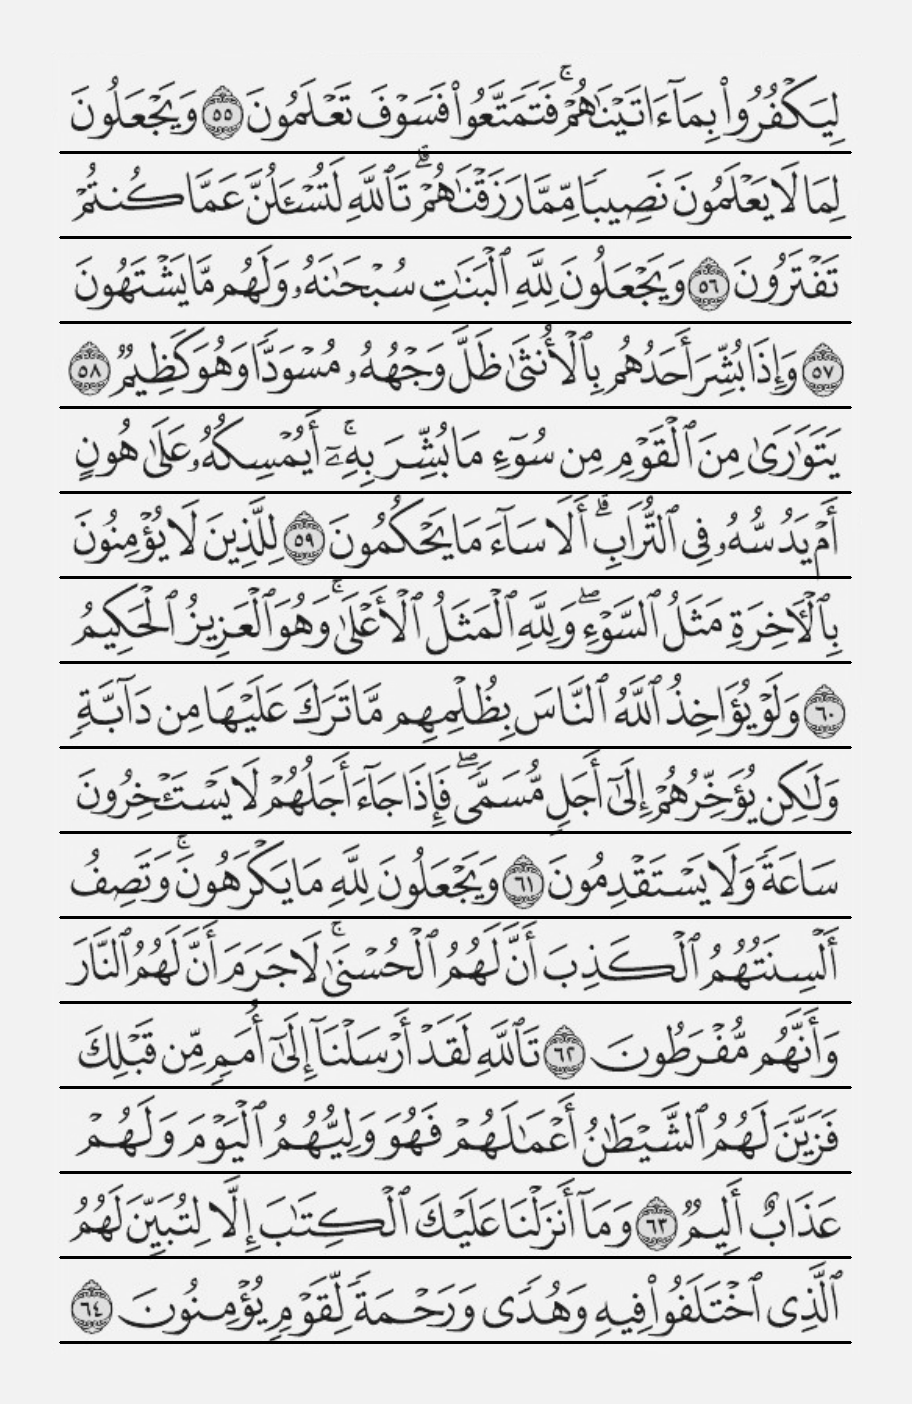 لِيَكْفُرُوا۟ بِمَآ ءَاتَيْنَٰهُمْ ۚ فَتَمَتَّعُوا۟ فَسَوْفَ تَعْلَمُونَ ٥٥ وَيَجْعَلُونَ
لِمَا لَا يَعْلَمُونَ نَصِيبًا مِّمَّا رَزَقْنَٰهُمْ ۗ تَٱللَّهِ لَتُسْـَٔلُنَّ عَمَّا كُنتُمْ
تَفْتَرُونَ ٥٦ وَيَجْعَلُونَ لِلَّهِ ٱلْبَنَٰتِ سُبْحَٰنَهُۥ وَلَهُم مَّا يَشْتَهُونَ
٥٧ وَإِذَا بُشِّرَ أَحَدُهُم بِٱلْأُنثَىٰ ظَلَّ وَجْهُهُۥ مُسْوَدًّا وَهُوَ كَظِيمٌ ٥٨
يَتَوَٰرَىٰ مِنَ ٱلْقَوْمِ مِن سُوٓءِ مَا بُشِّرَ بِهِۦٓ ۚ أَيُمْسِكُهُۥ عَلَىٰ هُونٍ
أَمْ يَدُسُّهُۥ فِى ٱلتُّرَابِ ۗ أَلَا سَآءَ مَا يَحْكُمُونَ ٥٩ لِلَّذِينَ لَا يُؤْمِنُونَ
بِٱلْـَٔاخِرَةِ مَثَلُ ٱلسَّوْءِ ۖ وَلِلَّهِ ٱلْمَثَلُ ٱلْأَعْلَىٰ ۚ وَهُوَ ٱلْعَزِيزُ ٱلْحَكِيمُ
٦٠ وَلَوْ يُؤَاخِذُ ٱللَّهُ ٱلنَّاسَ بِظُلْمِهِم مَّا تَرَكَ عَلَيْهَا مِن دَآبَّةٍ
وَلَٰكِن يُؤَخِّرُهُمْ إِلَىٰٓ أَجَلٍ مُّسَمًّى ۖ فَإِذَا جَآءَ أَجَلُهُمْ لَا يَسْتَـْٔخِرُونَ
سَاعَةً وَلَا يَسْتَقْدِمُونَ ٦١ وَيَجْعَلُونَ لِلَّهِ مَا يَكْرَهُونَ ۚ وَتَصِفُ
أَلْسِنَتُهُمُ ٱلْكَذِبَ أَنَّ لَهُمُ ٱلْحُسْنَىٰ ۚ لَا جَرَمَ أَنَّ لَهُمُ ٱلنَّارَ
وَأَنَّهُم مُّفْرَطُونَ ٦٢ تَٱللَّهِ لَقَدْ أَرْسَلْنَآ إِلَىٰٓ أُمَمٍ مِّن قَبْلِكَ
فَزَيَّنَ لَهُمُ ٱلشَّيْطَٰنُ أَعْمَٰلَهُمْ فَهُوَ وَلِيُّهُمُ ٱلْيَوْمَ وَلَهُمْ
عَذَابٌ أَلِيمٌ ٦٣ وَمَآ أَنزَلْنَا عَلَيْكَ ٱلْكِتَٰبَ إِلَّا لِتُبَيِّنَ لَهُمُ
ٱلَّذِى ٱخْتَلَفُوا۟ فِيهِ وَهُدًى وَرَحْمَةً لِّقَوْمٍ يُؤْمِنُونَ ٦٤